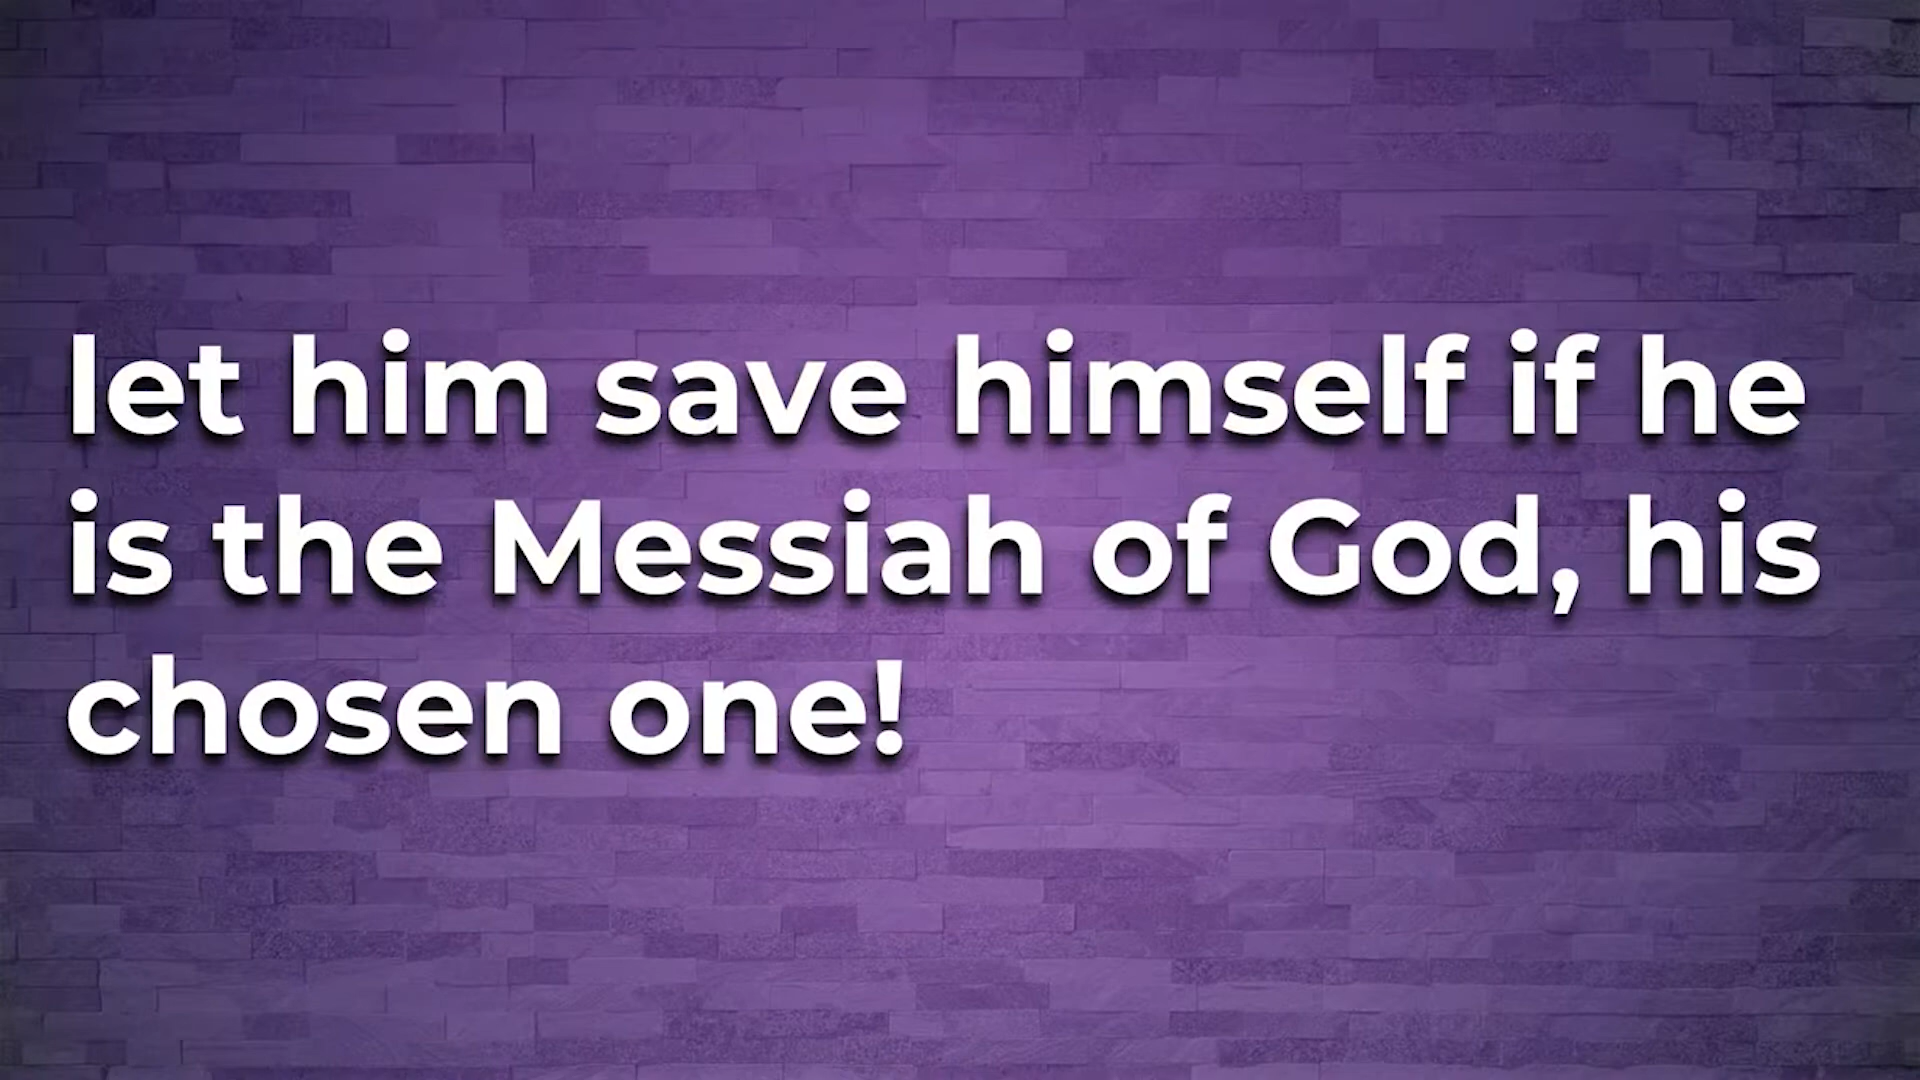 let him save himself if he
is the Messiah of God, his
chosen one!